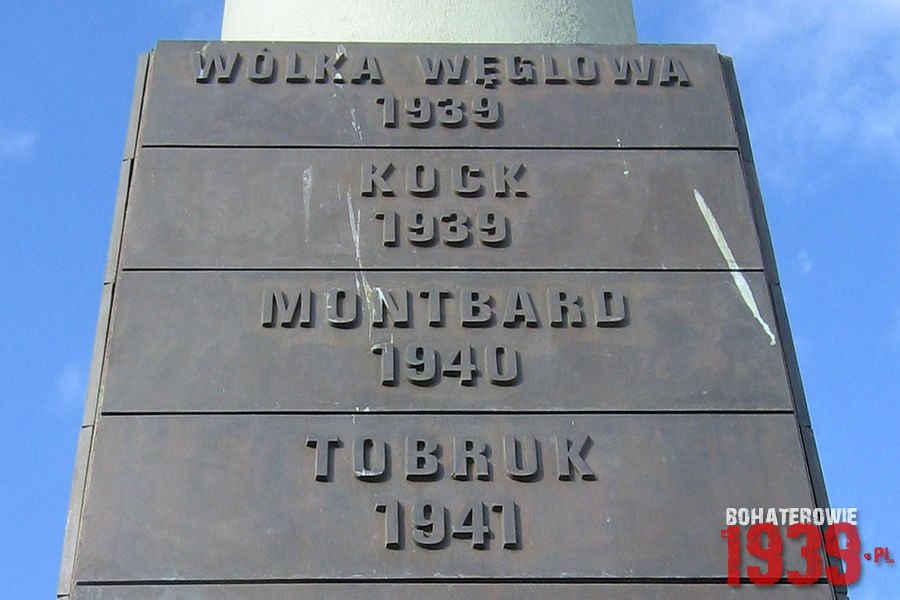 WÓLKA WĘGLOWA
1939
KOCK
1939
MONTBARD
1940
TOBRUK
1941
BOHATEROWIE
1939.PL